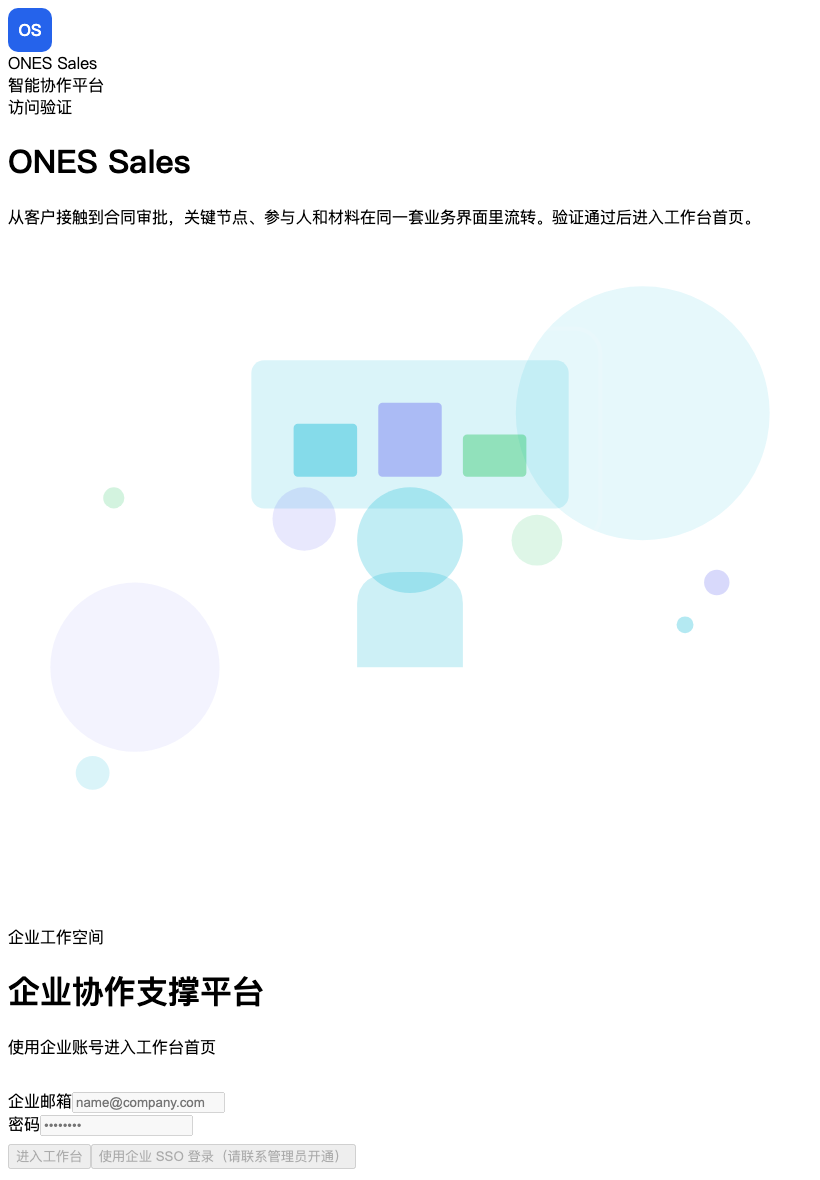 OS
ONES Sales
智能协作平台
访问验证
ONES Sales
从客户接触到合同审批，关键节点、参与人和材料在同一套业务界面里流转。验证通过后进入工作台首页。
企业工作空间
企业协作支撑平台
使用企业账号进入工作台首页
企业邮箱 name@company.com
密码 ••••••••
进入工作台 使用企业 SSO 登录（请联系管理员开通）